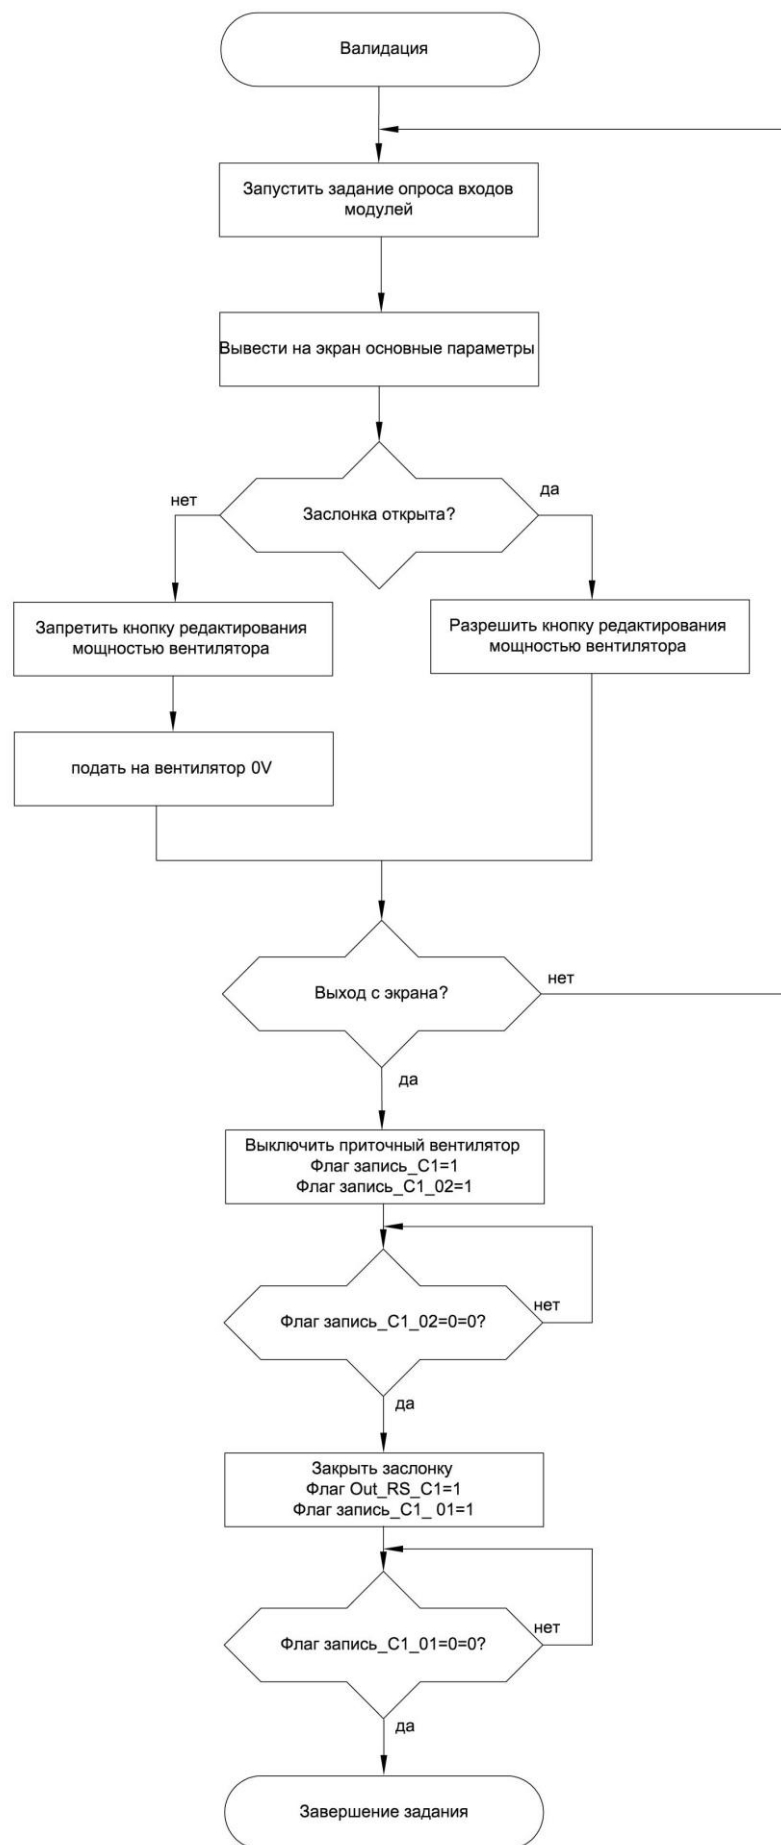 Валидация
Запустить задание опроса входов
модулей
Вывести на экран основные параметры
Заслонка открыта?
нет
да
Запретить кнопку редактирования
мощностью вентилятора
Разрешить кнопку редактирования
мощностью вентилятора
подать на вентилятор 0V
Выход с экрана?
нет
да
Выключить приточный вентилятор
Флаг запись_C1=1
Флаг запись_C1_02=1
Флаг запись_C1_02=0=0?
нет
да
Закрыть заслонку
Флаг Out_RS_C1=1
Флаг запись_C1_ 01=1
Флаг запись_C1_01=0=0?
нет
да
Завершение задания